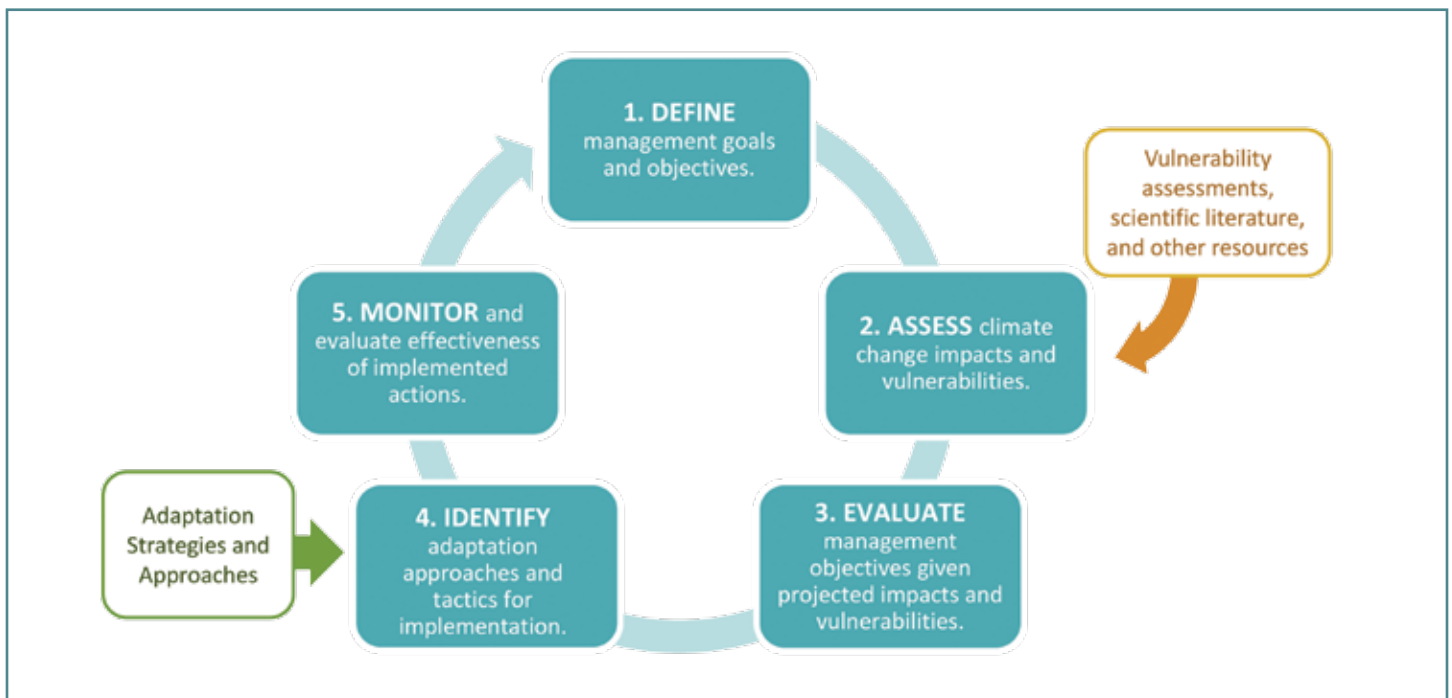 1. DEFINE
management goals
and objectives.
Vulnerability
assessments,
scientific literature,
and other resources
2. ASSESS climate
change impacts and
vulnerabilities.
3. EVALUATE
management
objectives given
projected impacts and
vulnerabilities.
4. IDENTIFY
adaptation
approaches and
tactics for
implementation.
Adaptation
Strategies and
Approaches
5. MONITOR and
evaluate effectiveness
of implemented
actions.